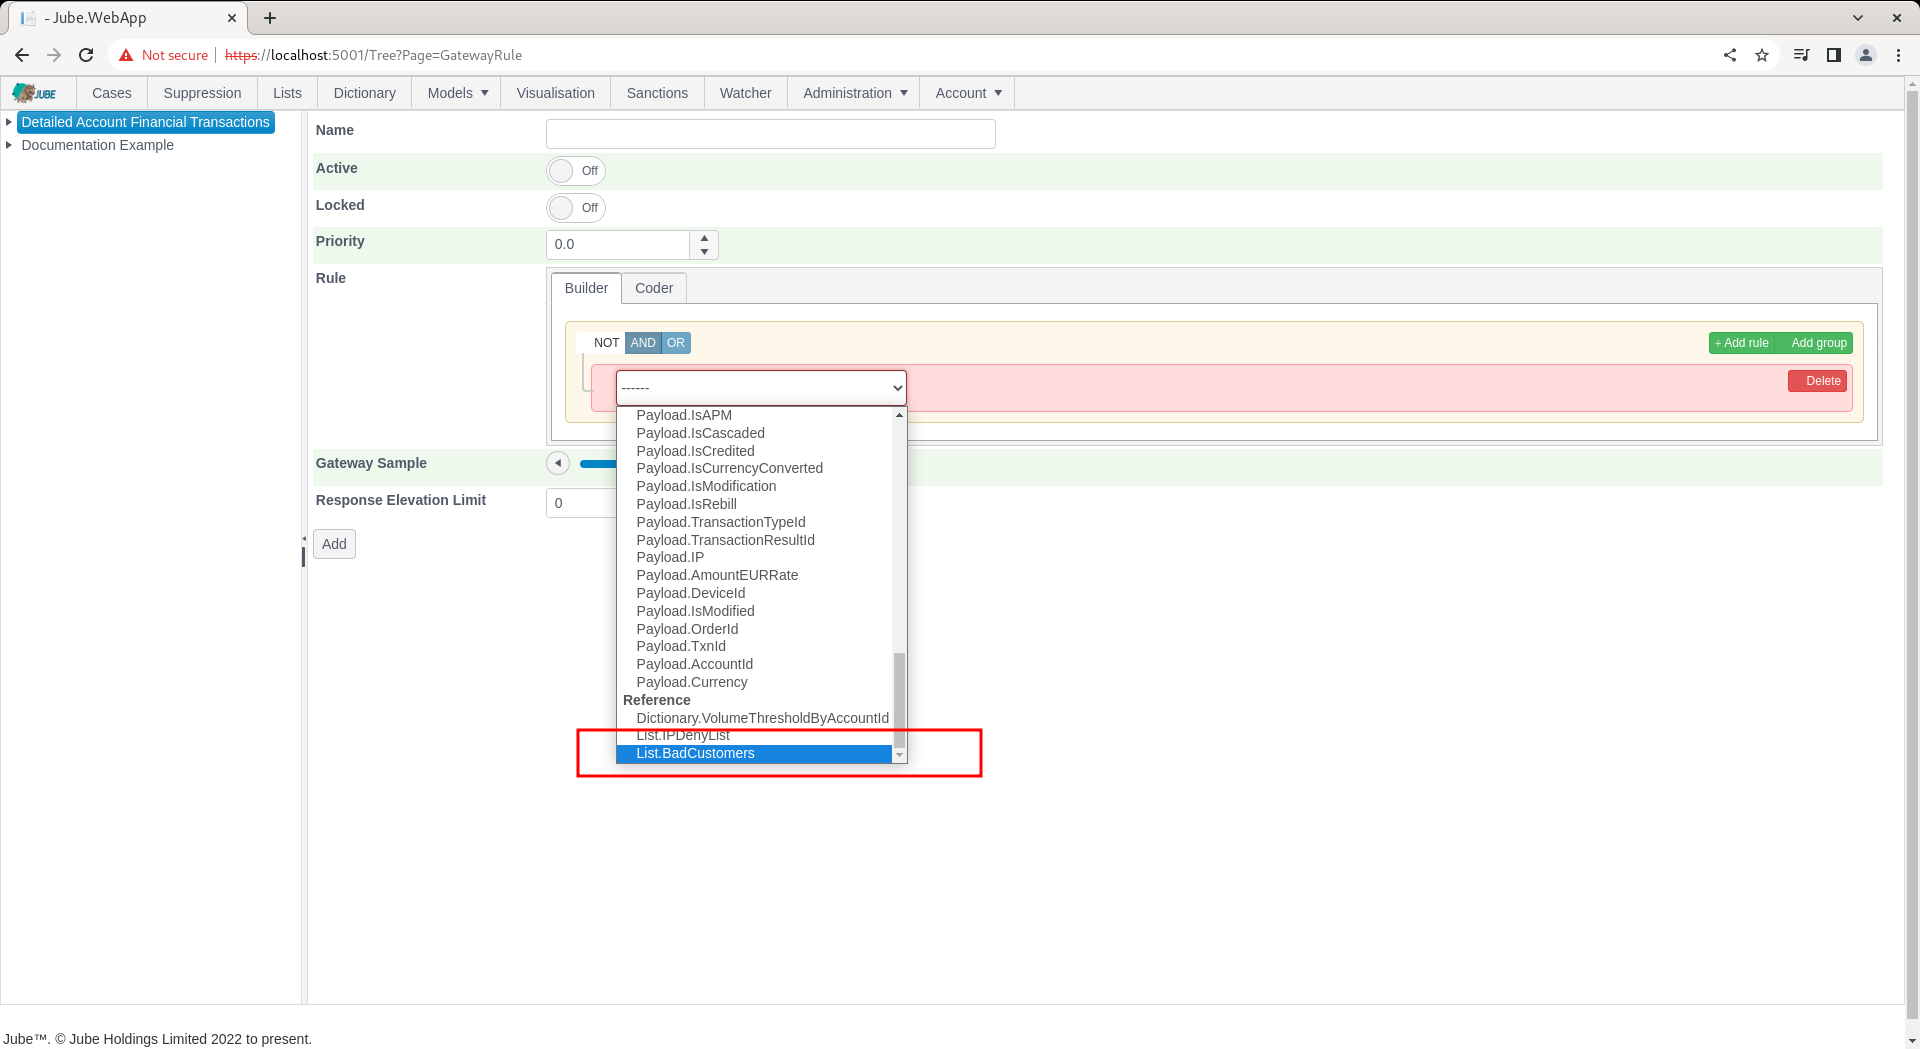 - Jube.WebApp
Not secure https://localhost:5001/Tree?Page=GatewayRule
JUBE Cases Suppression Lists Dictionary Models Visualisation Sanctions Watcher Administration Account
Detailed Account Financial Transactions
Documentation Example
Name
Active Off
Locked Off
Priority 0.0
Rule
Builder Coder
NOT AND OR + Add rule Add group
------ Delete
Payload.IsAPM
Payload.IsCascaded
Payload.IsCredited
Payload.IsCurrencyConverted
Payload.IsModification
Payload.IsRebill
Payload.TransactionTypeId
Payload.TransactionResultId
Payload.IP
Payload.AmountEURRate
Payload.DeviceId
Payload.IsModified
Payload.OrderId
Payload.TxnId
Payload.AccountId
Payload.Currency
Reference
Dictionary.VolumeThresholdByAccountId
List.IPDenyList
List.BadCustomers
Gateway Sample
Response Elevation Limit 0
Add
Jube™. © Jube Holdings Limited 2022 to present.